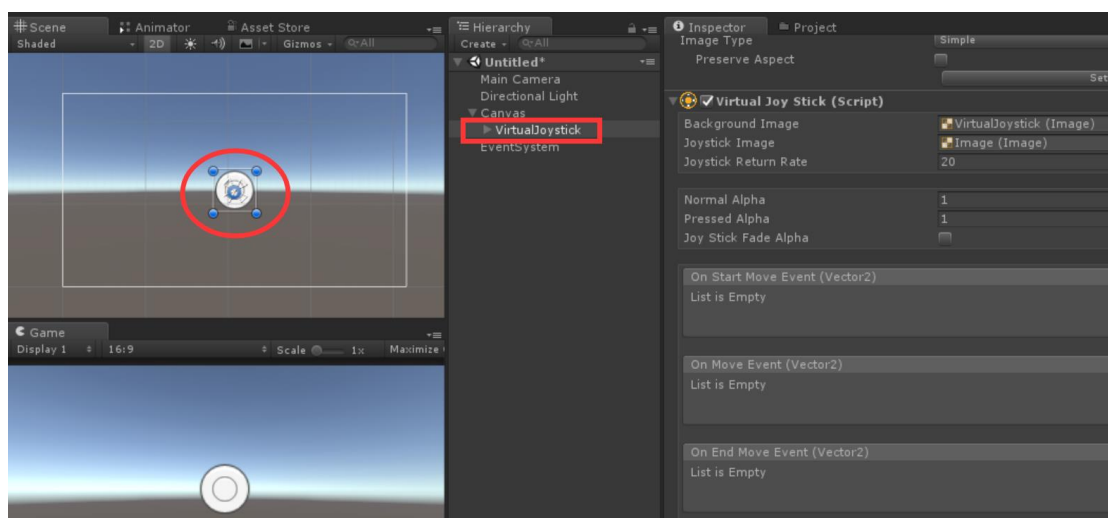 Scene
Animator
Asset Store
Shaded
2D
Gizmos
All
Hierarchy
Create
All
Untitled*
Main Camera
Directional Light
Canvas
VirtualJoystick
EventSystem
Inspector
Project
Image Type
Simple
Preserve Aspect
Set
Virtual Joy Stick (Script)
Background Image
VirtualJoystick (Image)
Joystick Image
Image (Image)
Joystick Return Rate
20
Normal Alpha
1
Pressed Alpha
1
Joy Stick Fade Alpha
On Start Move Event (Vector2)
List is Empty
On Move Event (Vector2)
List is Empty
On End Move Event (Vector2)
List is Empty
Game
Display 1
16:9
Scale
1x
Maximize